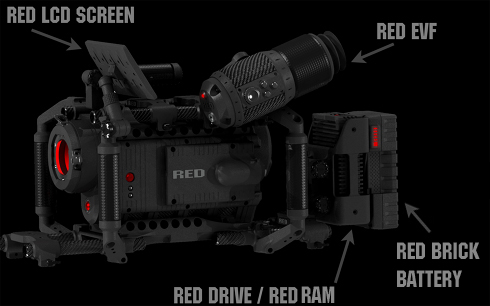 RED LCD SCREEN
RED EVF
RED
RED BRICK
BATTERY
RED DRIVE / RED RAM